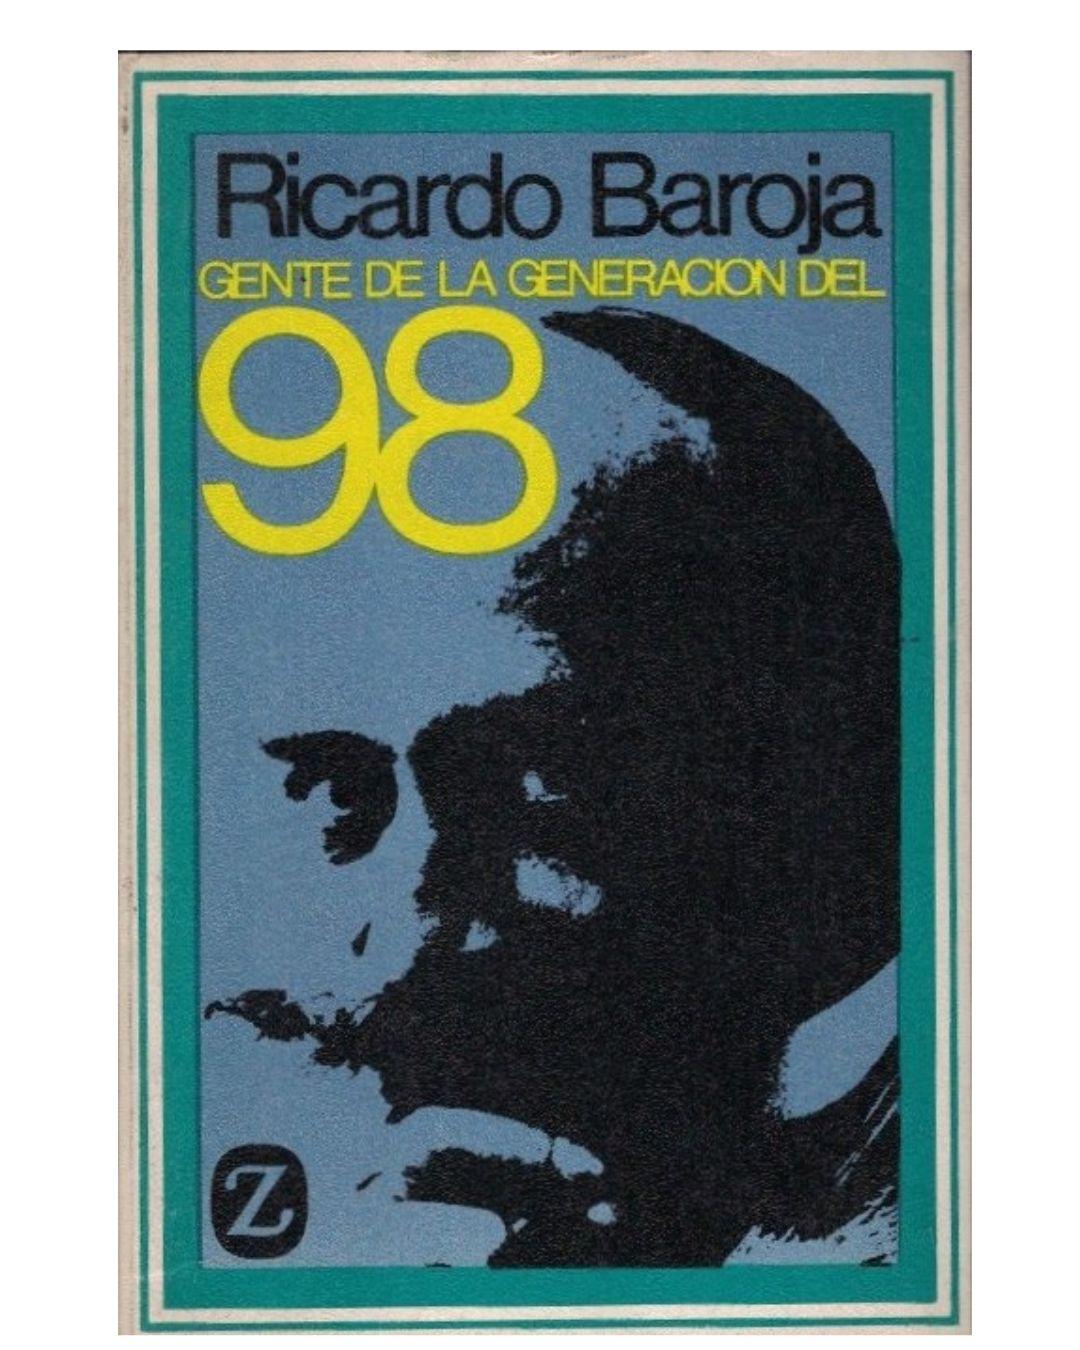 Ricardo Baroja
GENTE DE LA GENERACION DEL
98
Z